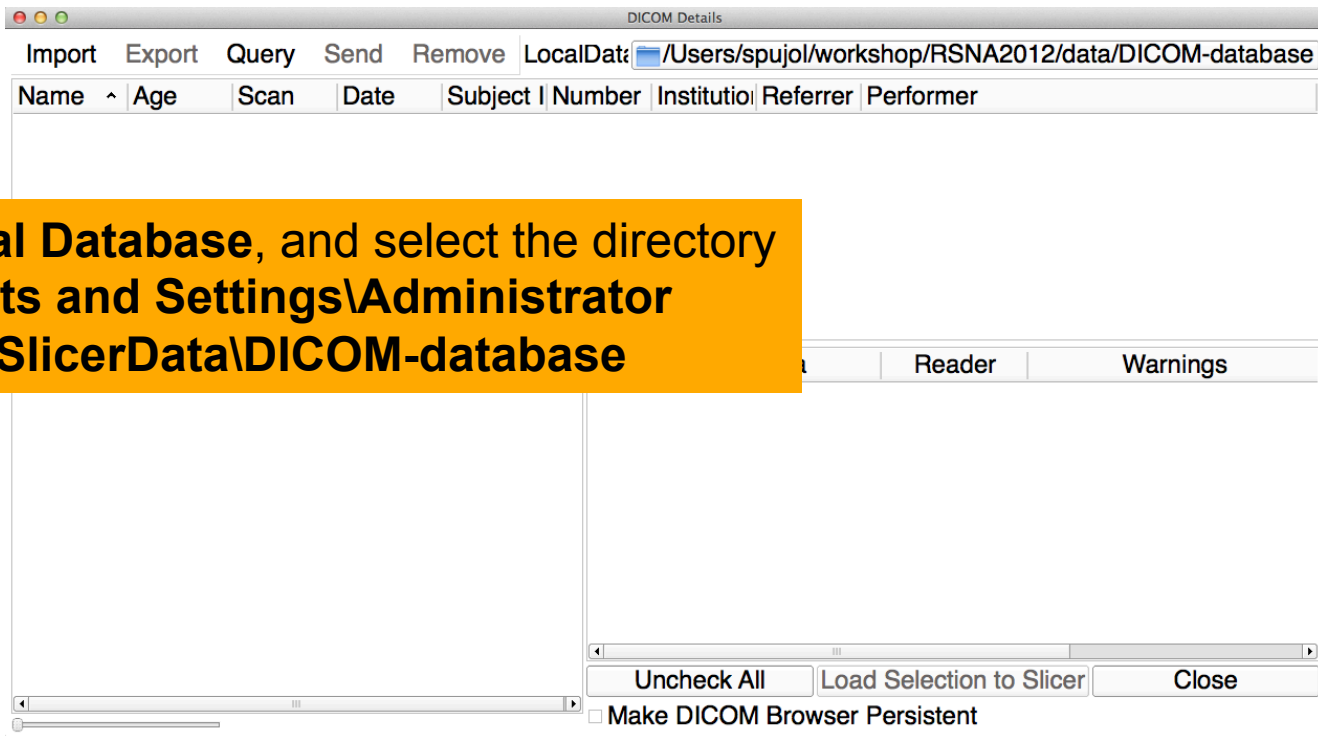 DICOM Details
Import Export Query Send Remove LocalData /Users/spujol/workshop/RSNA2012/data/DICOM-database
Name Age Scan Date Subject I Number Institution Referrer Performer
al Database, and select the directory
ts and Settings\Administrator
SlicerData\DICOM-database
a Reader Warnings
Uncheck All Load Selection to Slicer Close
Make DICOM Browser Persistent